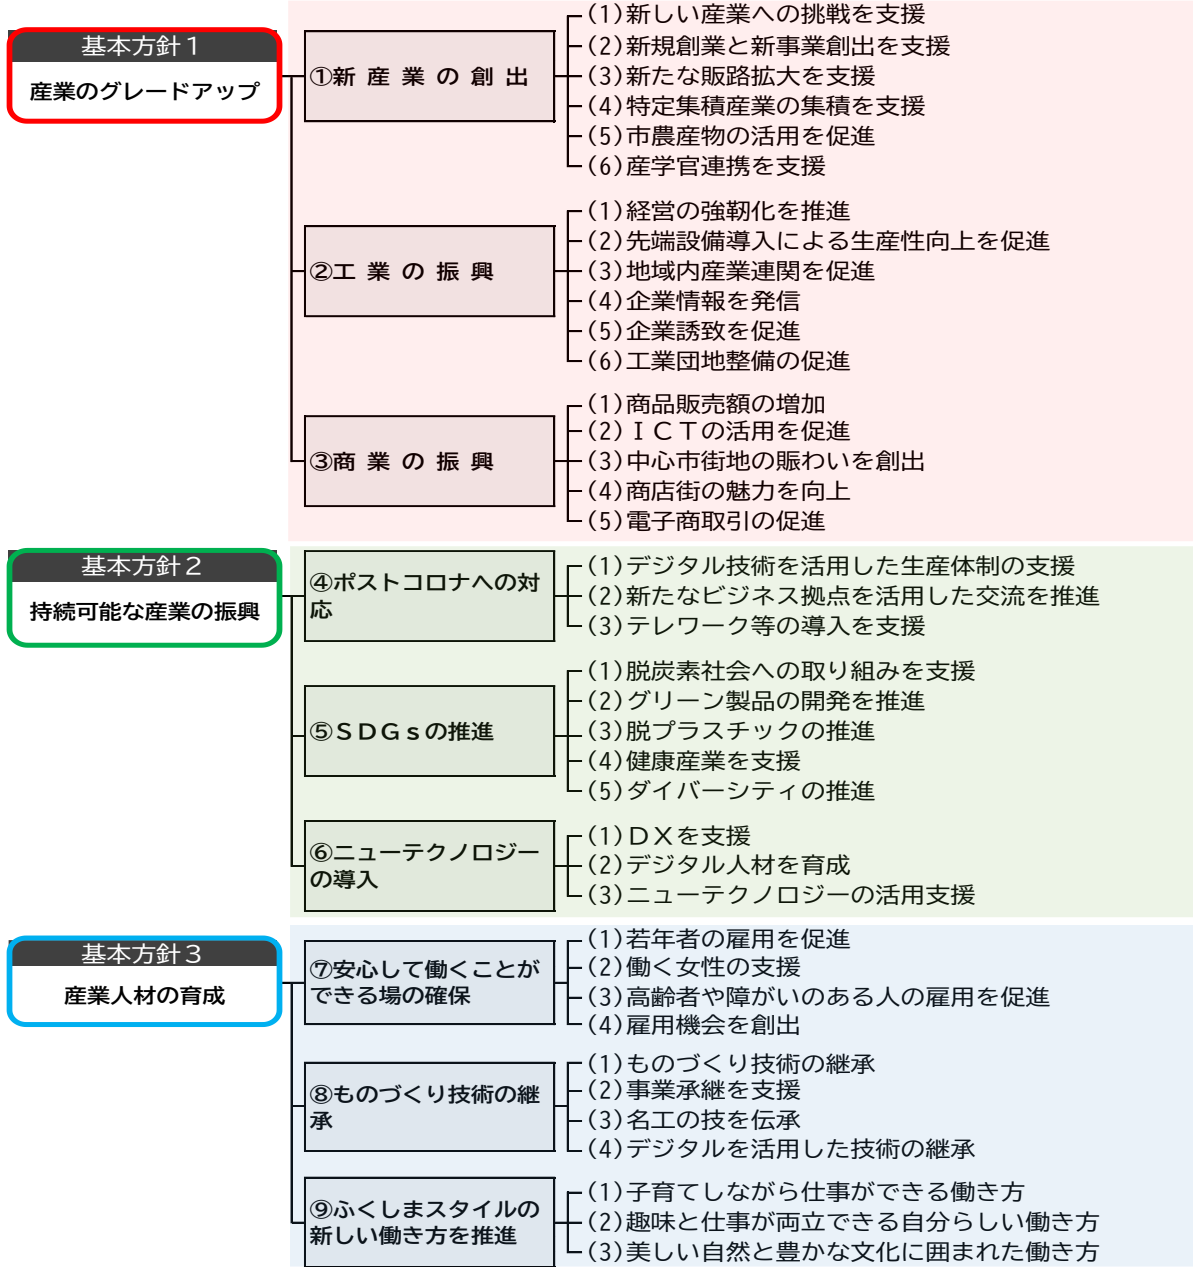 基本方針1
産業のグレードアップ
①新産業の創出
(1)新しい産業への挑戦を支援
(2)新規創業と新事業創出を支援
(3)新たな販路拡大を支援
(4)特定集積産業の集積を支援
(5)市農産物の活用を促進
(6)産学官連携を支援
②工業の振興
(1)経営の強靭化を推進
(2)先端設備導入による生産性向上を促進
(3)地域内産業連関を促進
(4)企業情報を発信
(5)企業誘致を促進
(6)工業団地整備の促進
③商業の振興
(1)商品販売額の増加
(2)ICTの活用を促進
(3)中心市街地の賑わいを創出
(4)商店街の魅力を向上
(5)電子商取引の促進
基本方針2
持続可能な産業の振興
④ポストコロナへの対
応
(1)デジタル技術を活用した生産体制の支援
(2)新たなビジネス拠点を活用した交流を推進
(3)テレワーク等の導入を支援
⑤SDGsの推進
(1)脱炭素社会への取り組みを支援
(2)グリーン製品の開発を推進
(3)脱プラスチックの推進
(4)健康産業を支援
(5)ダイバーシティの推進
⑥ニューテクノロジー
の導入
(1)DXを支援
(2)デジタル人材を育成
(3)ニューテクノロジーの活用支援
基本方針3
産業人材の育成
⑦安心して働くことが
できる場の確保
(1)若年者の雇用を促進
(2)働く女性の支援
(3)高齢者や障がいのある人の雇用を促進
(4)雇用機会を創出
⑧ものづくり技術の継
承
(1)ものづくり技術の継承
(2)事業承継を支援
(3)名工の技を伝承
(4)デジタルを活用した技術の継承
⑨ふくしまスタイルの
新しい働き方を推進
(1)子育てしながら仕事ができる働き方
(2)趣味と仕事が両立できる自分らしい働き方
(3)美しい自然と豊かな文化に囲まれた働き方